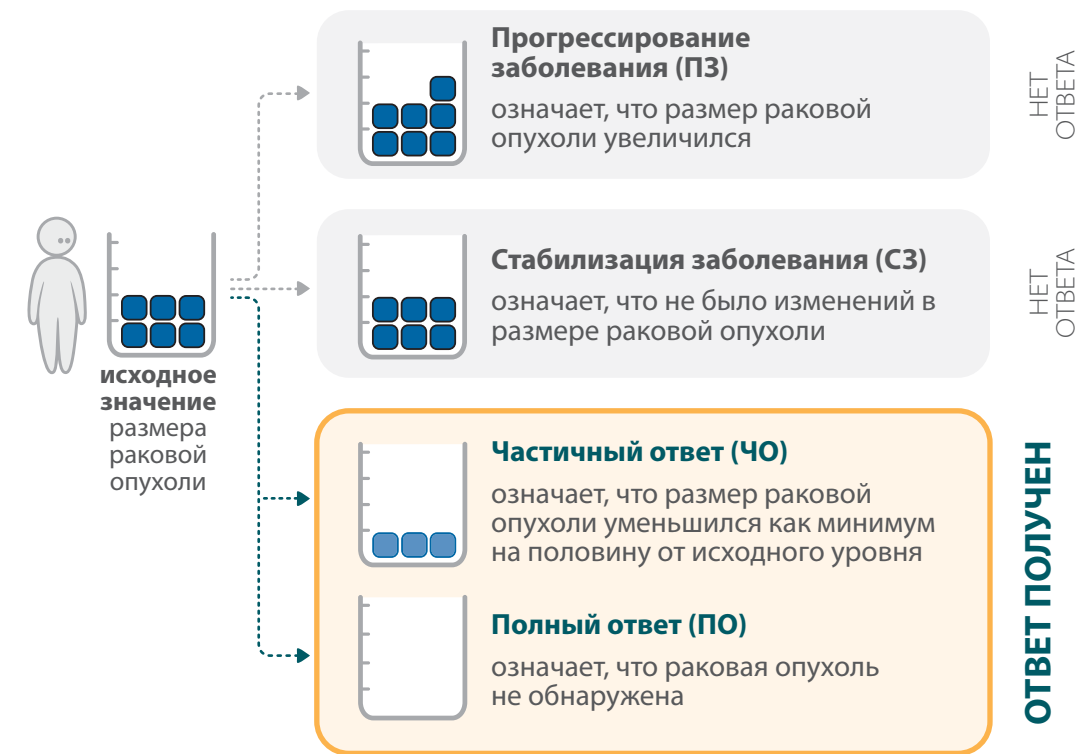 Прогрессирование
заболевания (ПЗ)
означает, что размер раковой
опухоли увеличился
НЕТ
ОТВЕТА
Стабилизация заболевания (СЗ)
означает, что не было изменений в
размере раковой опухоли
НЕТ
ОТВЕТА
исходное
значение
размера
раковой
опухоли
Частичный ответ (ЧО)
означает, что размер раковой
опухоли уменьшился как минимум
на половину от исходного уровня
Полный ответ (ПО)
означает, что раковая опухоль
не обнаружена
ОТВЕТ ПОЛУЧЕН